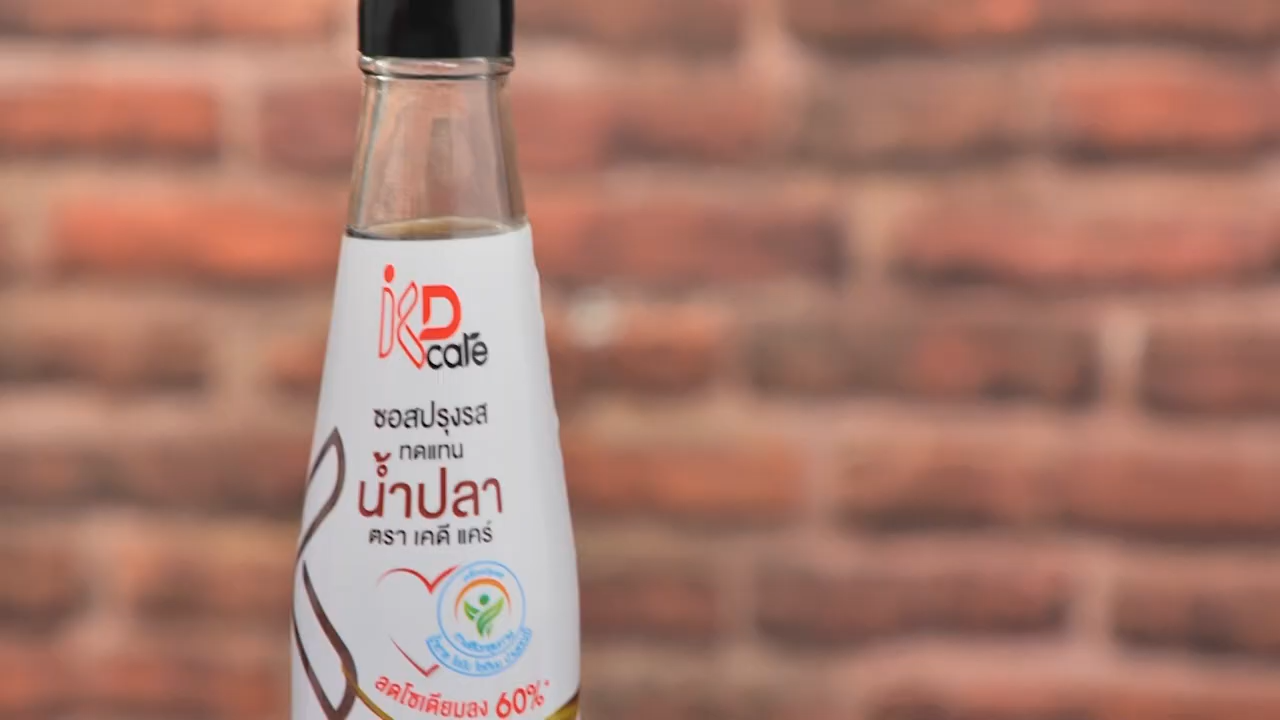 KD
care
ซอสปรุงรส
ทดแทน
น้ำปลา
ตรา เคดี แคร์
ลดโซเดียมลง 60%*